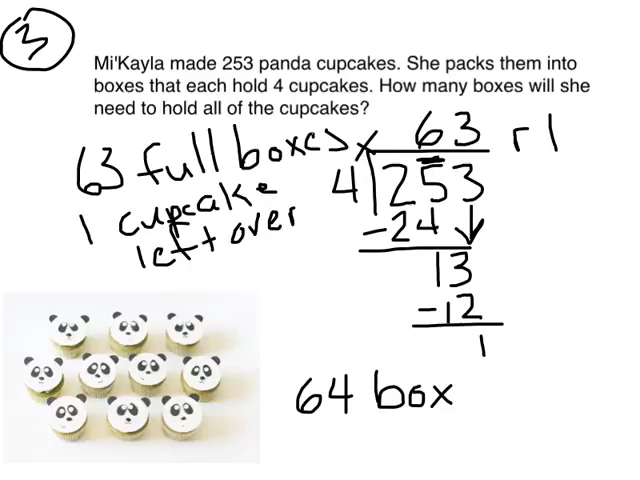 3
Mi'Kayla made 253 panda cupcakes. She packs them into
boxes that each hold 4 cupcakes. How many boxes will she
need to hold all of the cupcakes?
63 full boxes
1 cupcake
left over
x 63 r 1
4 253
-24
13
-12
1
64 box